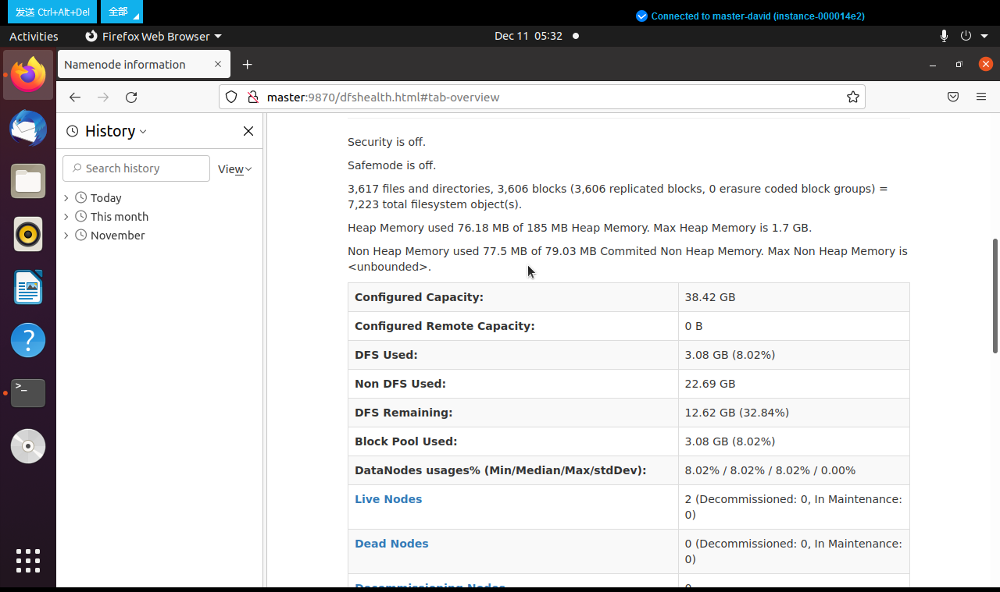 发送 Ctrl+Alt+Del
全部
Connected to master-david (instance-000014e2)
Activities
Firefox Web Browser
Dec 11 05:32
Namenode information
master:9870/dfshealth.html#tab-overview
History
Search history
View
Today
This month
November
Security is off.
Safemode is off.
3,617 files and directories, 3,606 blocks (3,606 replicated blocks, 0 erasure coded block groups) =
7,223 total filesystem object(s).
Heap Memory used 76.18 MB of 185 MB Heap Memory. Max Heap Memory is 1.7 GB.
Non Heap Memory used 77.5 MB of 79.03 MB Commited Non Heap Memory. Max Non Heap Memory is
<unbounded>.
Configured Capacity: 38.42 GB
Configured Remote Capacity: 0 B
DFS Used: 3.08 GB (8.02%)
Non DFS Used: 22.69 GB
DFS Remaining: 12.62 GB (32.84%)
Block Pool Used: 3.08 GB (8.02%)
DataNodes usages% (Min/Median/Max/stdDev): 8.02% / 8.02% / 8.02% / 0.00%
Live Nodes 2 (Decommissioned: 0, In Maintenance:
0)
Dead Nodes 0 (Decommissioned: 0, In Maintenance:
0)
Decommissioning Nodes 0